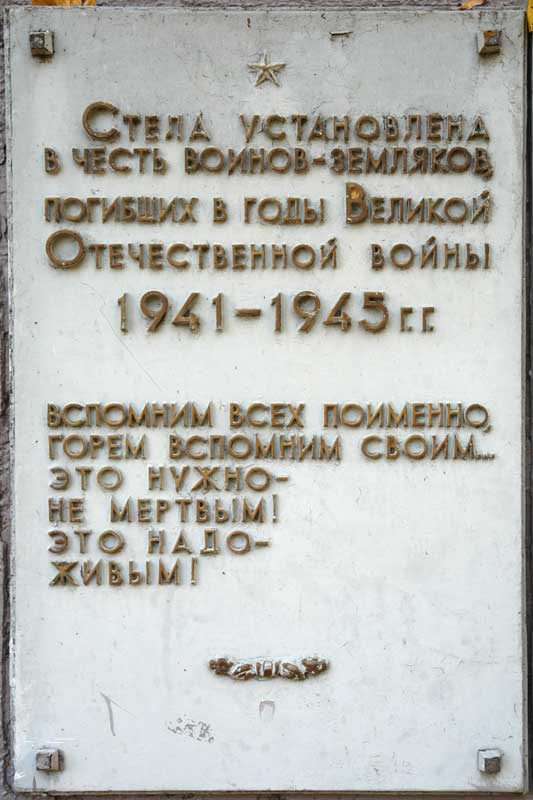 Стела установлена
в честь воинов-земляков,
погибших в годы Великой
Отечественной войны
1941-1945 г.г.
вспомним всех поименно,
горем вспомним своим...
это нужно-
не мертвым!
это надо-
живым!